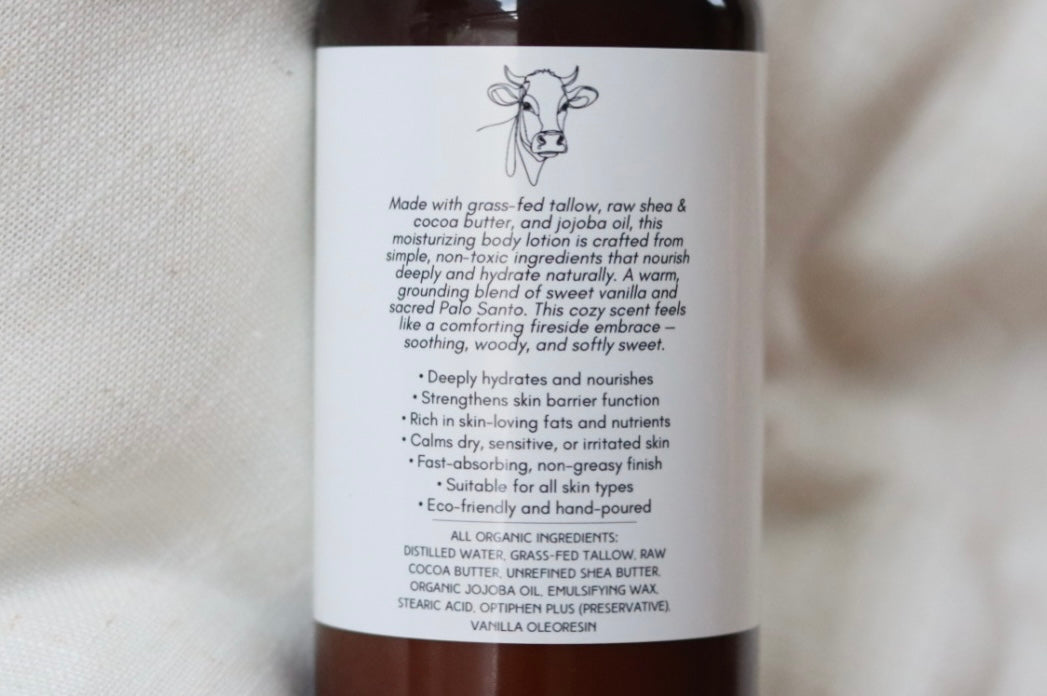 Made with grass-fed tallow, raw shea &
cocoa butter, and jojoba oil, this
moisturizing body lotion is crafted from
simple, non-toxic ingredients that nourish
deeply and hydrate naturally. A warm,
grounding blend of sweet vanilla and
sacred Palo Santo. This cozy scent feels
like a comforting fireside embrace –
soothing, woody, and softly sweet.
• Deeply hydrates and nourishes
• Strengthens skin barrier function
• Rich in skin-loving fats and nutrients
• Calms dry, sensitive, or irritated skin
• Fast-absorbing, non-greasy finish
• Suitable for all skin types
• Eco-friendly and hand-poured
ALL ORGANIC INGREDIENTS:
DISTILLED WATER, GRASS-FED TALLOW, RAW
COCOA BUTTER, UNREFINED SHEA BUTTER,
ORGANIC JOJOBA OIL, EMULSIFYING WAX,
STEARIC ACID, OPTIPHEN PLUS (PRESERVATIVE),
VANILLA OLEORESIN